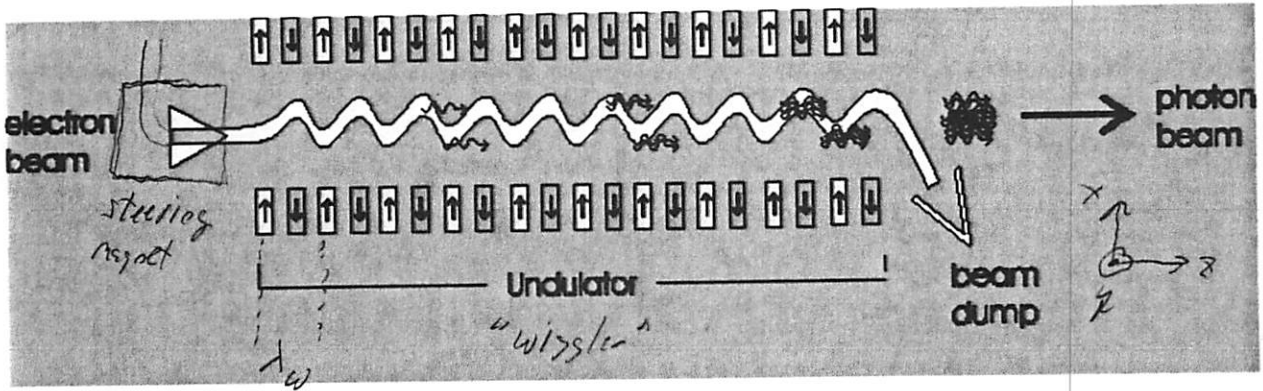 electron
beam
steering
magnet
Undulator
"wiggler"
λw
photon
beam
beam
dump
x
z